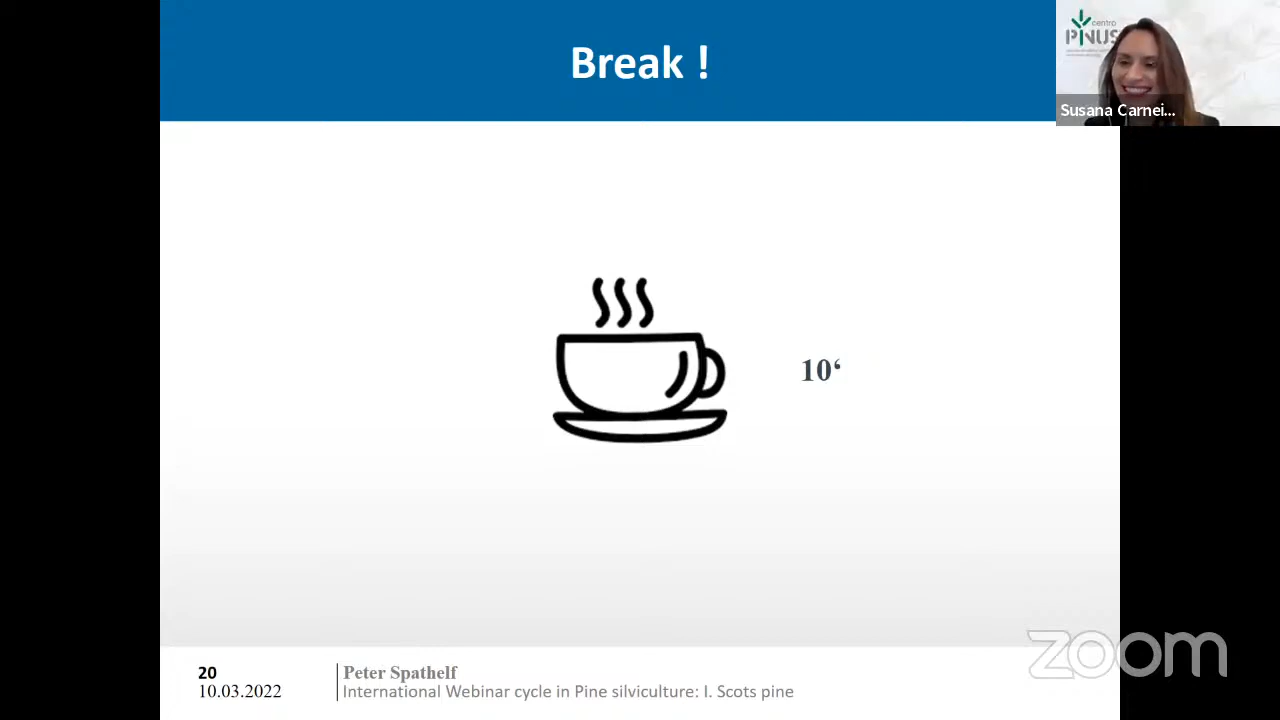 Break !
centro
PINUS
Susana Carnei...
10‘
zoom
20
10.03.2022
Peter Spathelf
International Webinar cycle in Pine silviculture: I. Scots pine